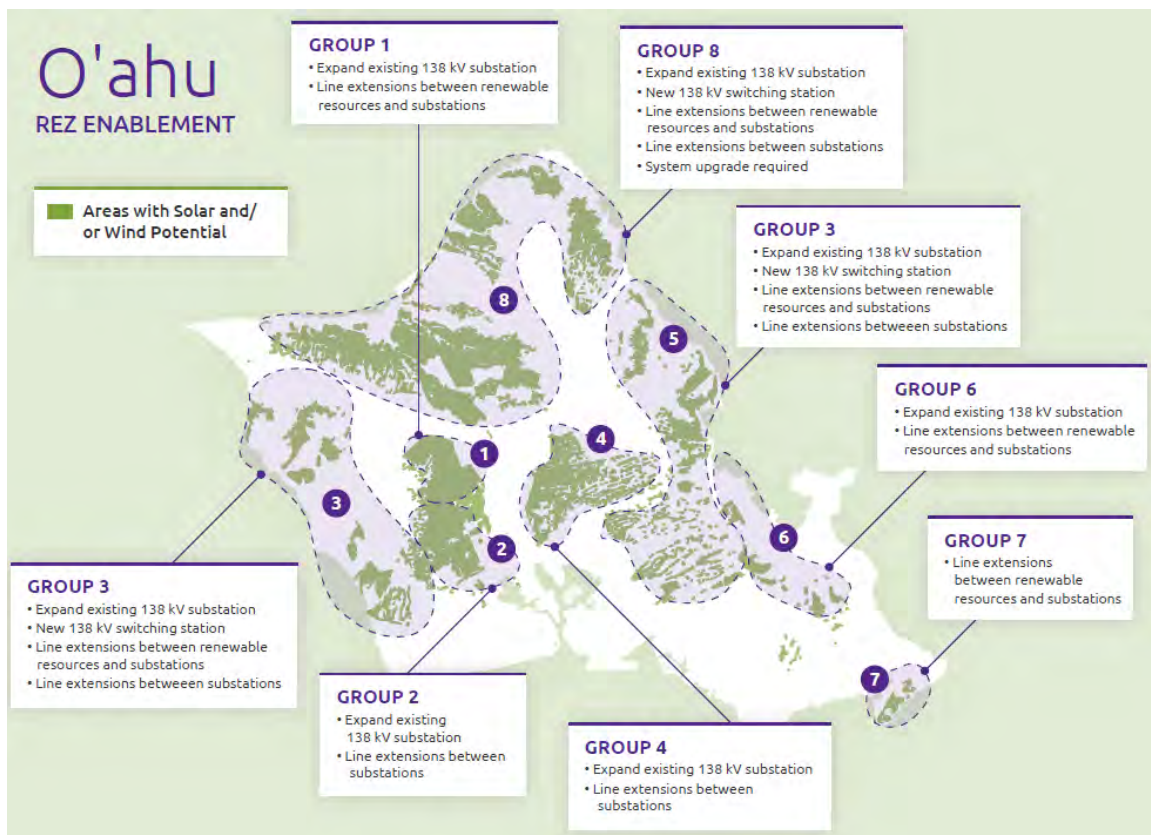 O'ahu
REZ ENABLEMENT
Areas with Solar and/
or Wind Potential
GROUP 1
• Expand existing 138 kV substation
• Line extensions between renewable
resources and substations
GROUP 8
• Expand existing 138 kV substation
• New 138 kV switching station
• Line extensions between renewable
resources and substations
• Line extensions between substations
• System upgrade required
GROUP 3
• Expand existing 138 kV substation
• New 138 kV switching station
• Line extensions between renewable
resources and substations
• Line extensions betweeen substations
GROUP 6
• Expand existing 138 kV substation
• Line extensions between renewable
resources and substations
GROUP 7
• Line extensions
between renewable
resources and substations
GROUP 3
• Expand existing 138 kV substation
• New 138 kV switching station
• Line extensions between renewable
resources and substations
• Line extensions betweeen substations
GROUP 2
• Expand existing
138 kV substation
• Line extensions between
substations
GROUP 4
• Expand existing 138 kV substation
• Line extensions between
substations
8
5
4
1
3
2
6
7